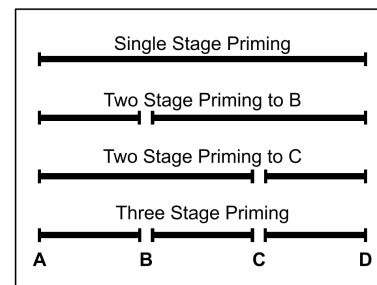 Single Stage Priming
Two Stage Priming to B
Two Stage Priming to C
Three Stage Priming
A B C D